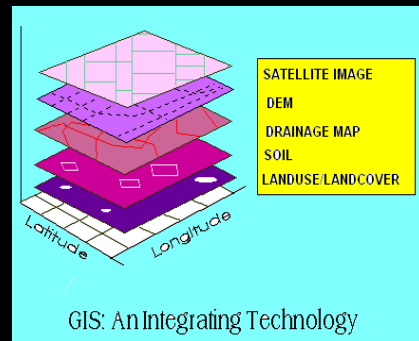 SATELLITE IMAGE
DEM
DRAINAGE MAP
SOIL
LANDUSE/LANDCOVER
Latitude
Longitude
GIS: An Integrating Technology